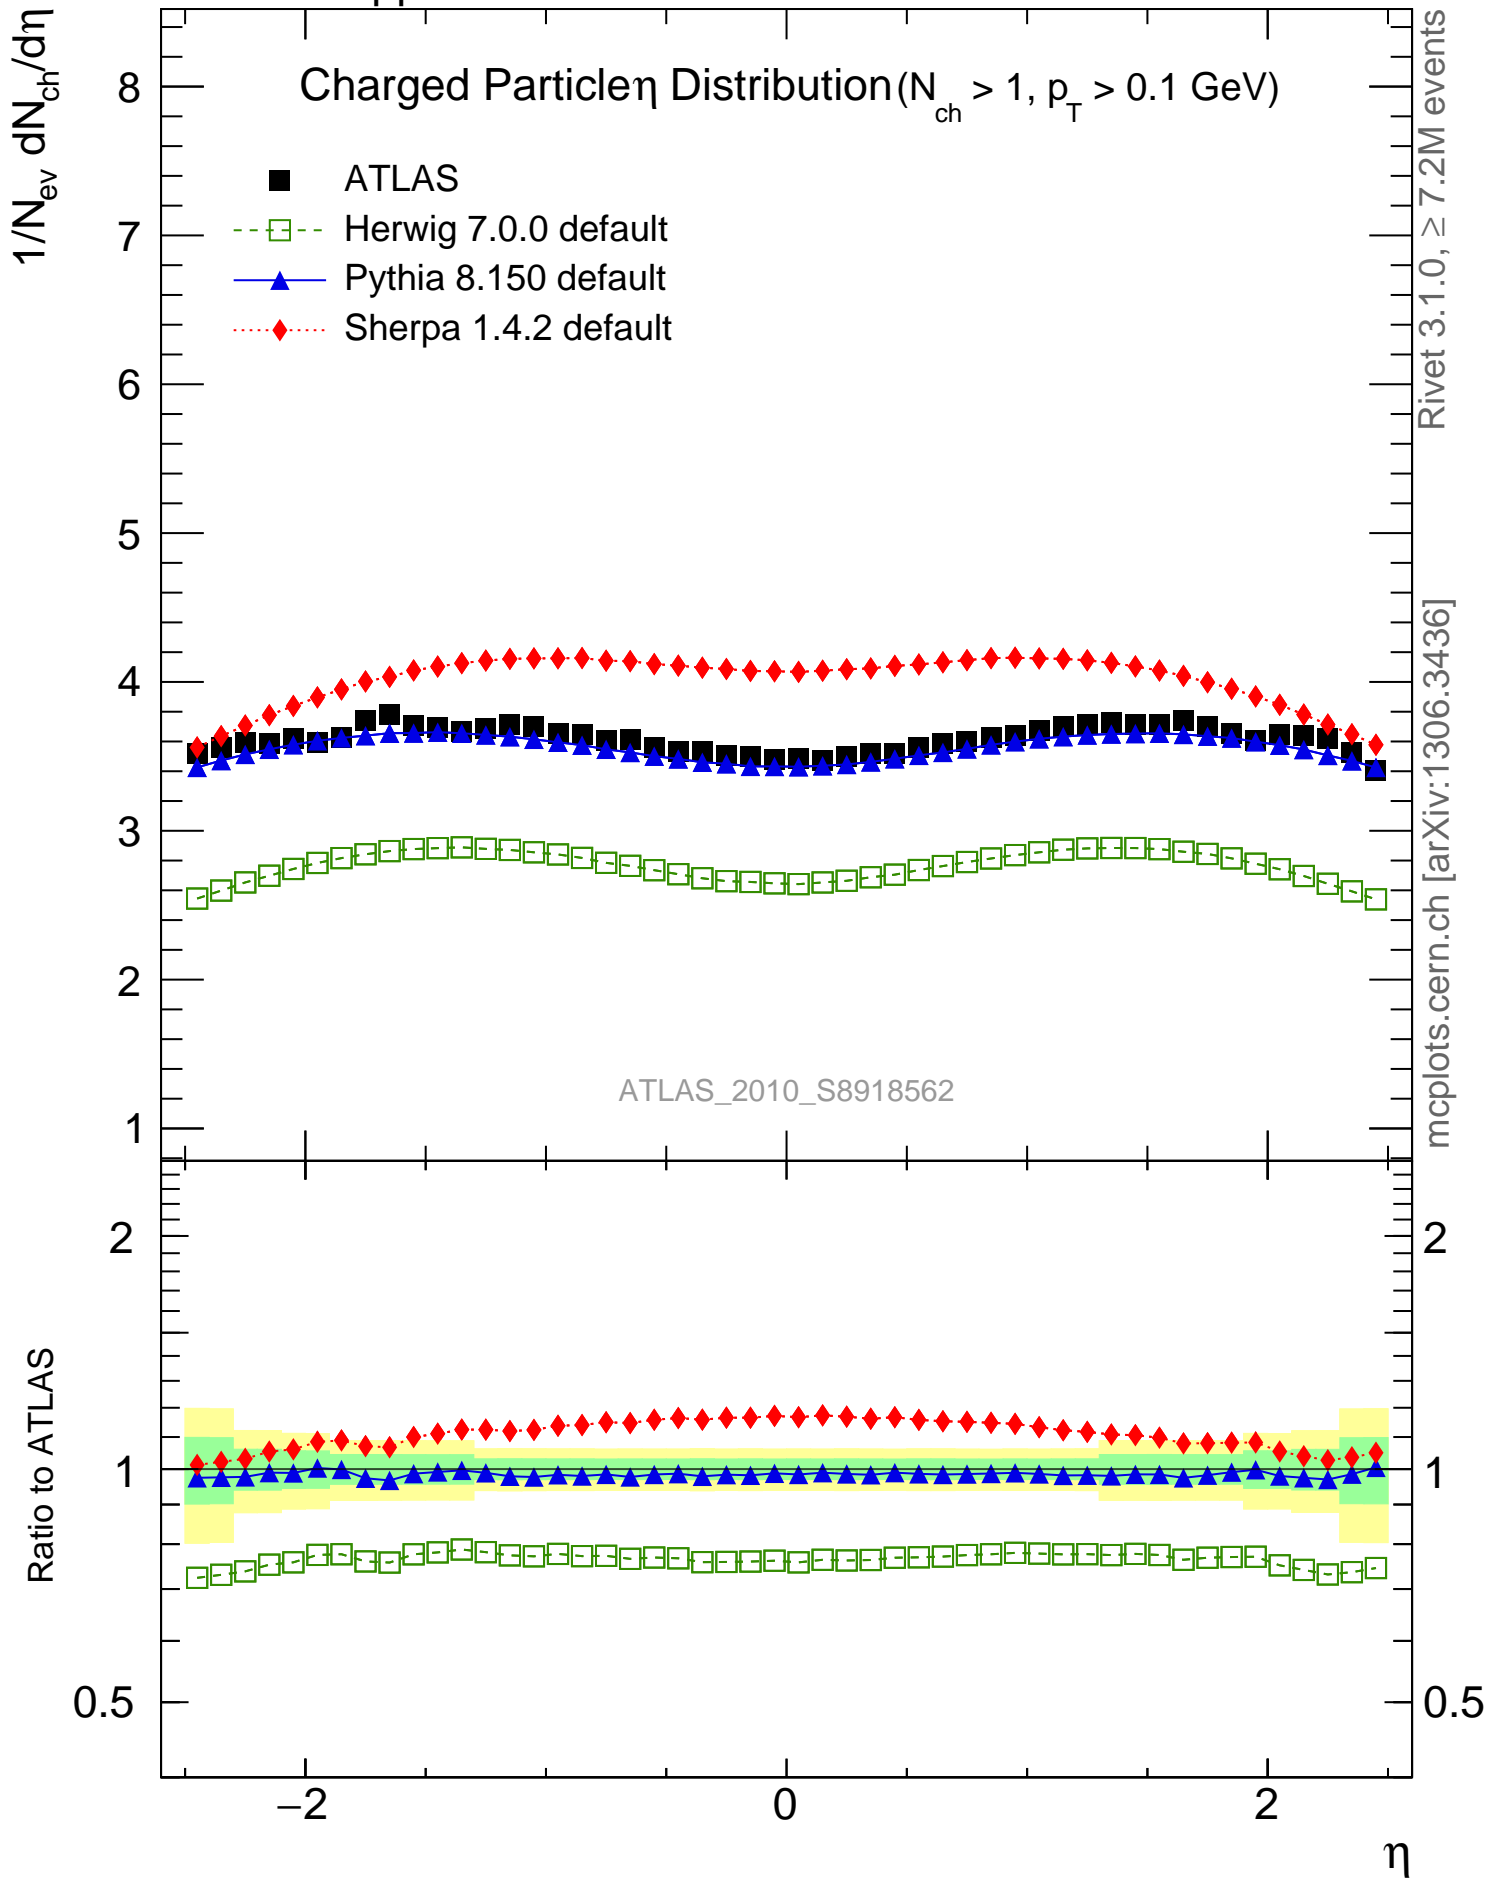 1/N_ev dN_ch/dη
Charged Particle η Distribution (N_ch > 1, p_T > 0.1 GeV)
ATLAS
Herwig 7.0.0 default
Pythia 8.150 default
Sherpa 1.4.2 default
8
7
6
5
4
3
2
1
ATLAS_2010_S8918562
Rivet 3.1.0, ≥ 7.2M events
mcplots.cern.ch [arXiv:1306.3436]
Ratio to ATLAS
2
1
0.5
2
1
0.5
−2
0
2
η